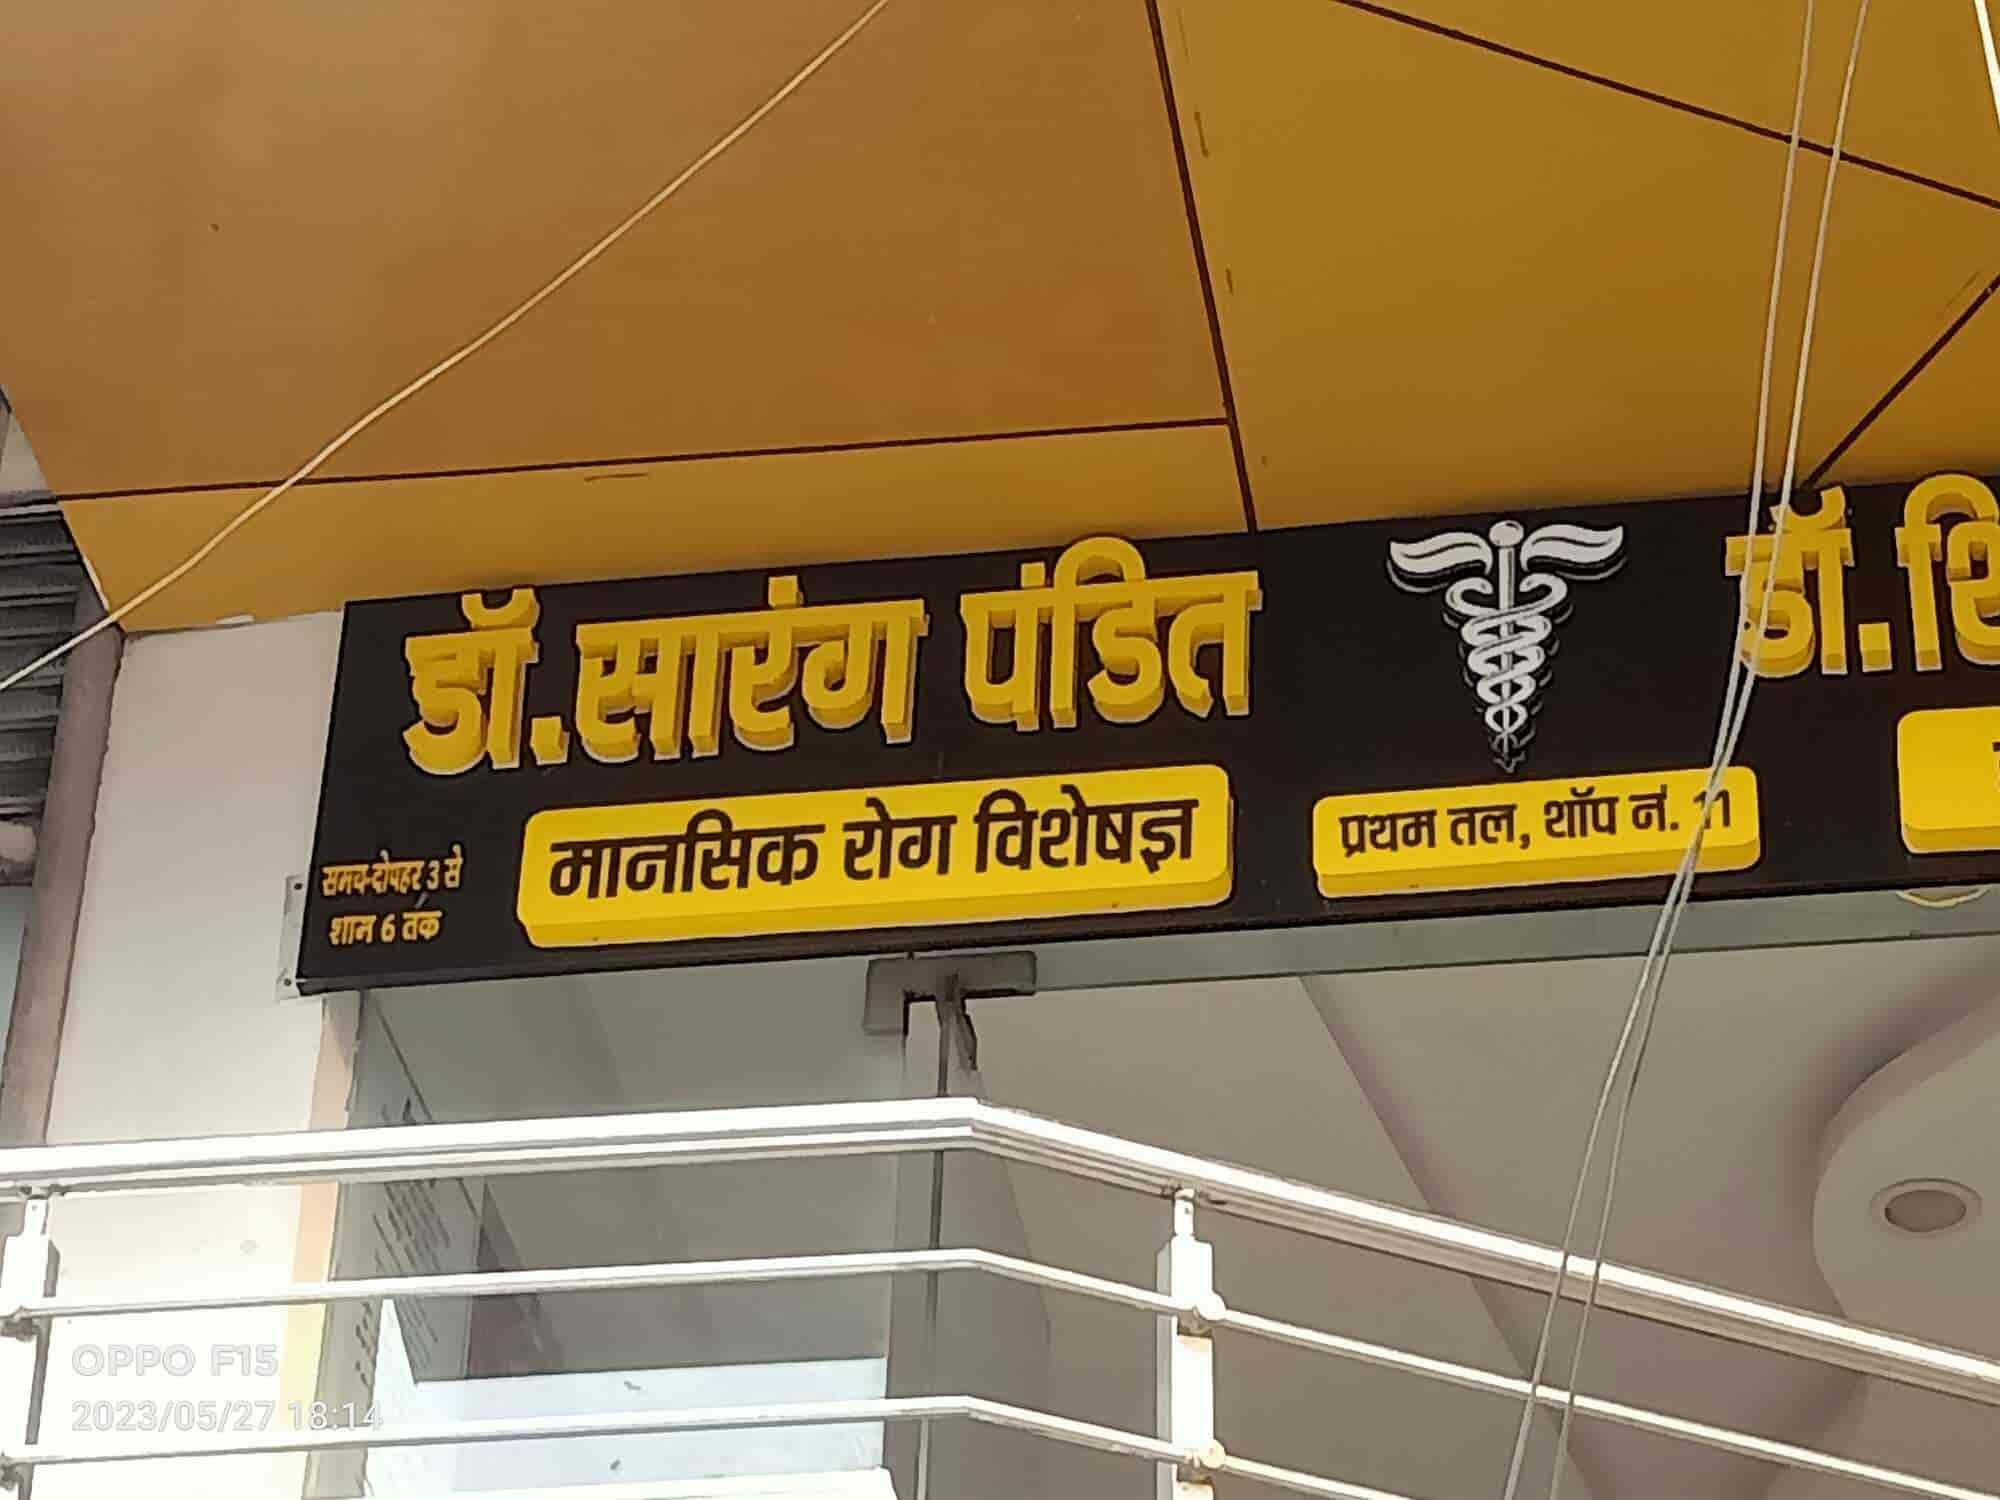 डॉ.सारंग पंडित
मानसिक रोग विशेषज्ञ
समय-दोपहर 3 से
शाम 6 तक
प्रथम तल, शॉप नं. 11
डॉ.
OPPO F15
2023/05/27 18:14